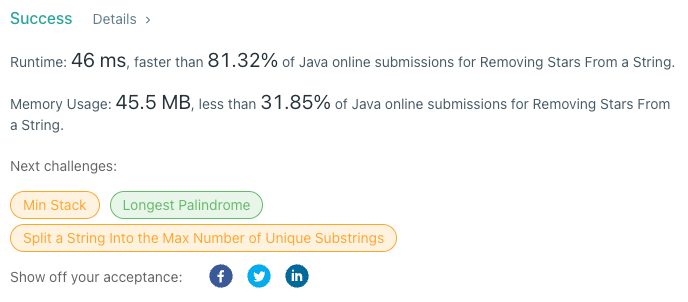 Success Details ›
Runtime: 46 ms, faster than 81.32% of Java online submissions for Removing Stars From a String.
Memory Usage: 45.5 MB, less than 31.85% of Java online submissions for Removing Stars From
a String.
Next challenges:
Min Stack Longest Palindrome
Split a String Into the Max Number of Unique Substrings
Show off your acceptance: f in